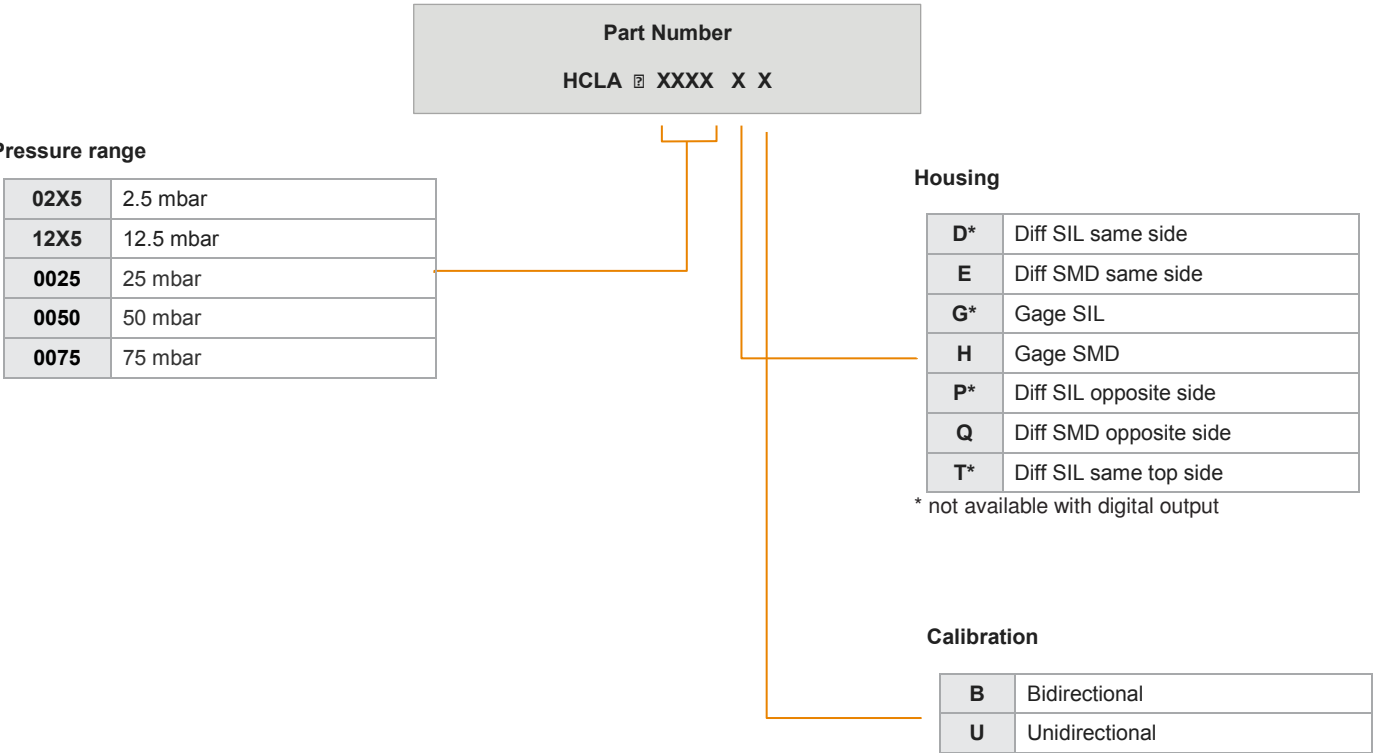 Part Number
HCLA ⍰ XXXX X X
Pressure range
02X5 2.5 mbar
12X5 12.5 mbar
0025 25 mbar
0050 50 mbar
0075 75 mbar
Housing
D* Diff SIL same side
E Diff SMD same side
G* Gage SIL
H Gage SMD
P* Diff SIL opposite side
Q Diff SMD opposite side
T* Diff SIL same top side
* not available with digital output
Calibration
B Bidirectional
U Unidirectional